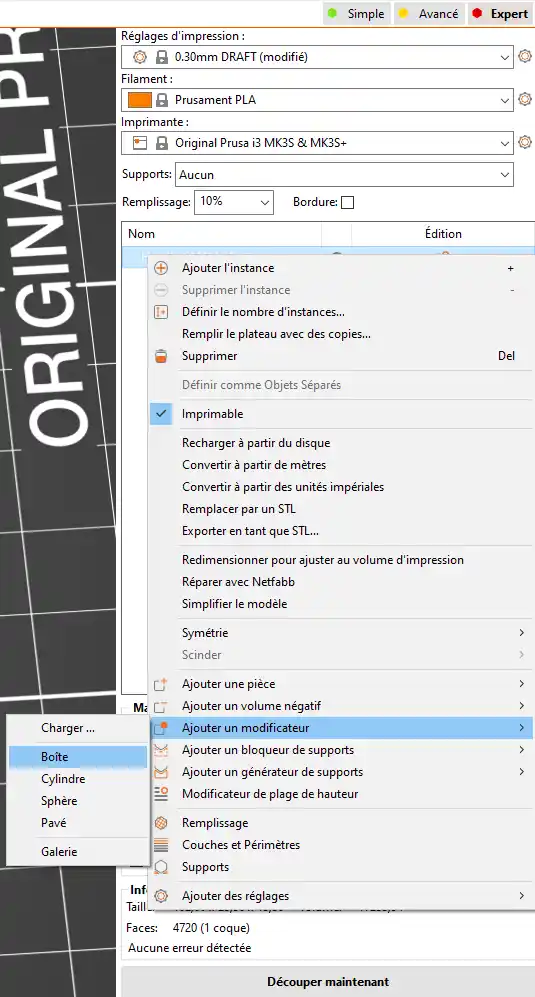 Simple Avancé Expert
ORIGINAL PR
Réglages d'impression :
0.30mm DRAFT (modifié)
Filament :
Prusament PLA
Imprimante :
Original Prusa i3 MK3S & MK3S+
Supports: Aucun
Remplissage: 10% Bordure:
Nom Édition
Ajouter l'instance +
Supprimer l'instance -
Définir le nombre d'instances...
Remplir le plateau avec des copies...
Supprimer Del
Définir comme Objets Séparés
Imprimable
Recharger à partir du disque
Convertir à partir de mètres
Convertir à partir des unités impériales
Remplacer par un STL
Exporter en tant que STL...
Redimensionner pour ajuster au volume d'impression
Réparer avec Netfabb
Simplifier le modèle
Symétrie
Scinder
Ajouter une pièce
Ajouter un volume négatif
Ajouter un modificateur
Ajouter un bloqueur de supports
Ajouter un générateur de supports
Modificateur de plage de hauteur
Remplissage
Couches et Périmètres
Supports
Ajouter des réglages
Charger ...
Boîte
Cylindre
Sphère
Pavé
Galerie
Faces: 4720 (1 coque)
Aucune erreur détectée
Découper maintenant